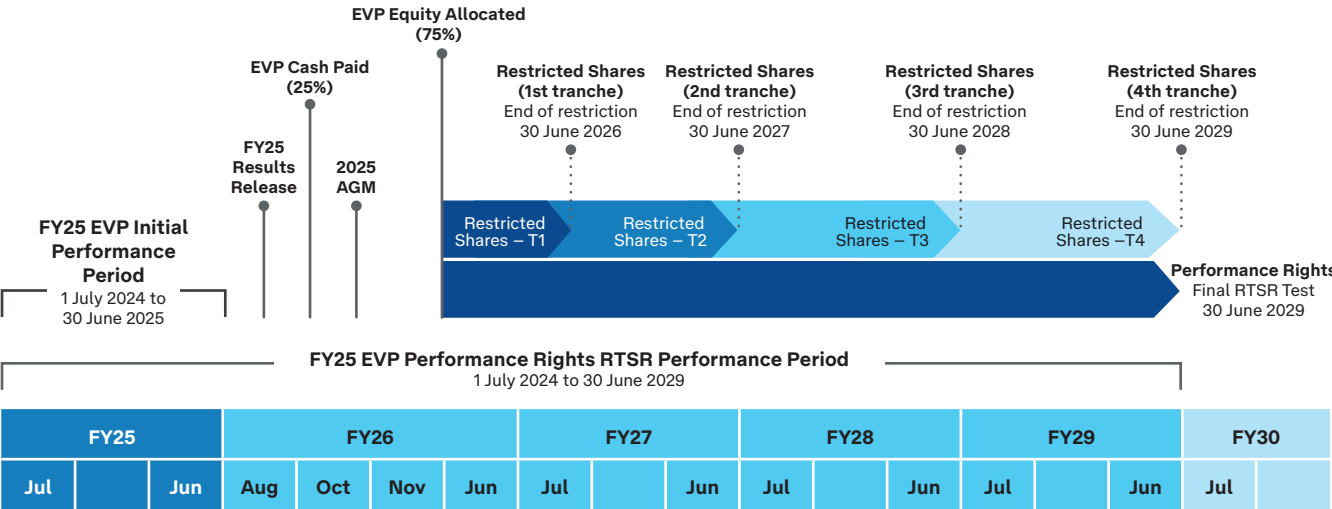 EVP Equity Allocated
(75%)
EVP Cash Paid
(25%)
Restricted Shares
(1st tranche)
End of restriction
30 June 2026
Restricted Shares
(2nd tranche)
End of restriction
30 June 2027
Restricted Shares
(3rd tranche)
End of restriction
30 June 2028
Restricted Shares
(4th tranche)
End of restriction
30 June 2029
FY25
Results
Release
2025
AGM
FY25 EVP Initial
Performance
Period
1 July 2024 to
30 June 2025
Restricted
Shares – T1
Restricted
Shares – T2
Restricted
Shares – T3
Restricted
Shares –T4
Performance Rights
Final RTSR Test
30 June 2029
FY25 EVP Performance Rights RTSR Performance Period
1 July 2024 to 30 June 2029
FY25 FY26 FY27 FY28 FY29 FY30
Jul Jun Aug Oct Nov Jun Jul Jun Jul Jun Jul Jun Jul